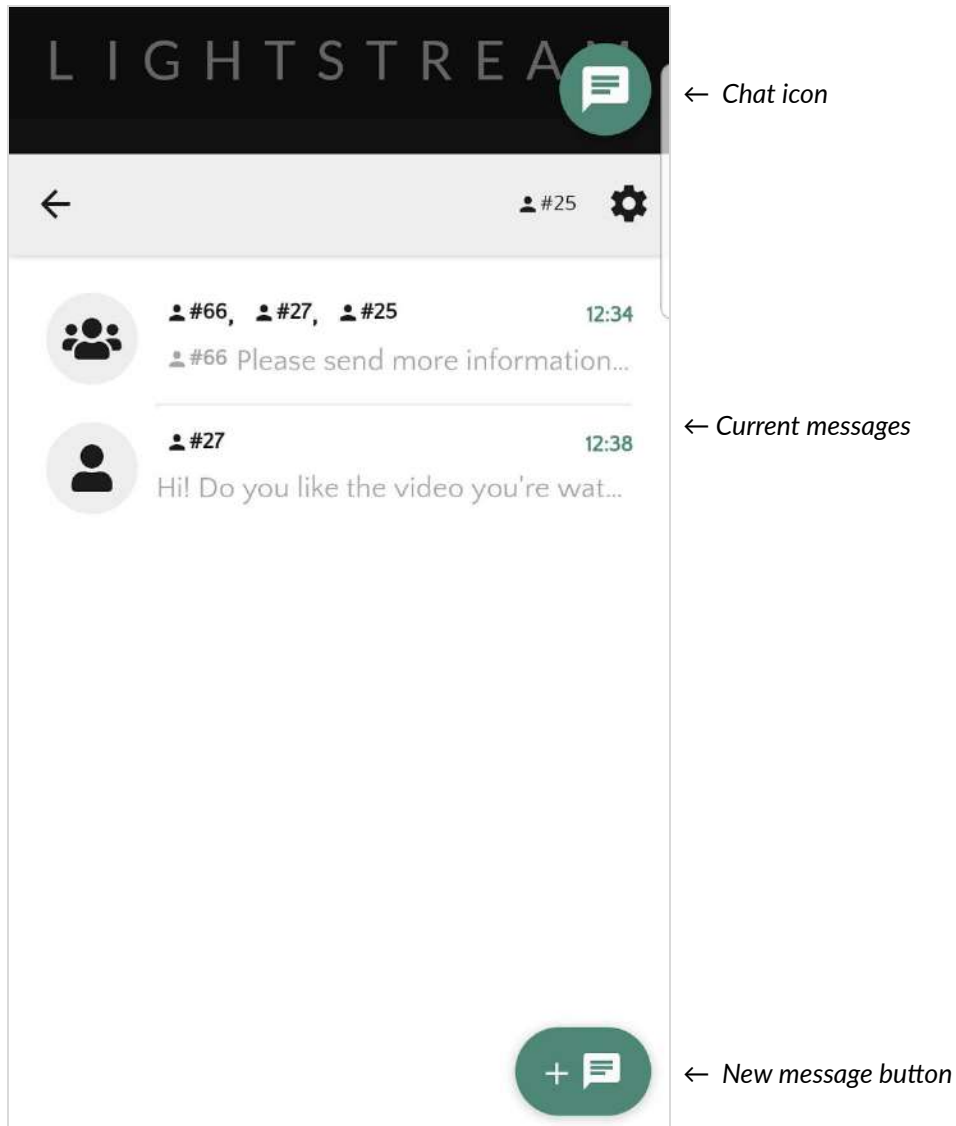 LIGHTSTREAM
← Chat icon
#25
#66, #27, #25 12:34
#66 Please send more information...
← Current messages
#27 12:38
Hi! Do you like the video you're wat...
+
← New message button